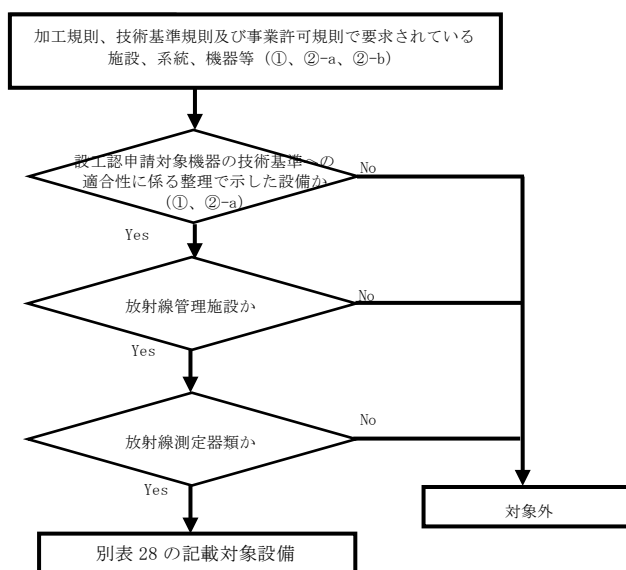 加工規則、技術基準規則及び事業許可規則で要求されている
施設、系統、機器等（①、②-a、②-b）
設工認申請対象機器の技術基準への
適合性に係る整理で示した設備か
（①、②-a）
No
Yes
放射線管理施設か
No
Yes
放射線測定器類か
No
Yes
対象外
別表 28 の記載対象設備